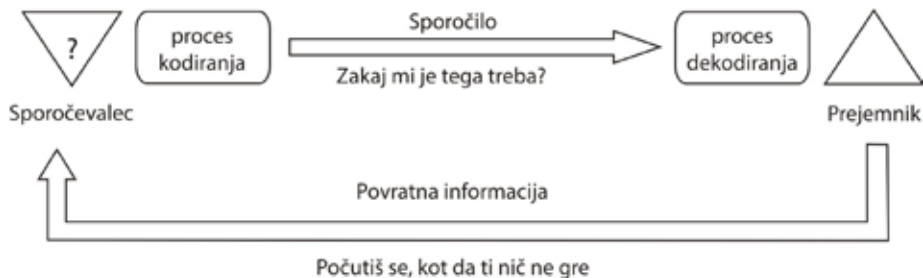 ?
proces
kodiranja
Sporočilo
Zakaj mi je tega treba?
proces
dekodiranja
Sporočevalec
Prejemnik
Povratna informacija
Počutiš se, kot da ti nič ne gre